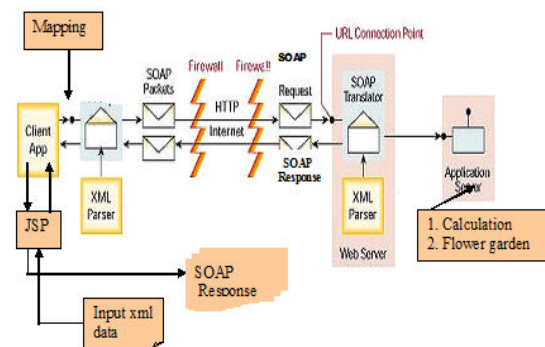 Mapping
SOAP
Packets
Firewall
Firewall
SOAP
Request
URL Connection Point
SOAP
Translator
HTTP
Internet
Client
App
SOAP
Response
XML
Parser
XML
Parser
Application
Server
Web Server
JSP
1. Calculation
2. Flower garden
SOAP
Response
Input xml
data